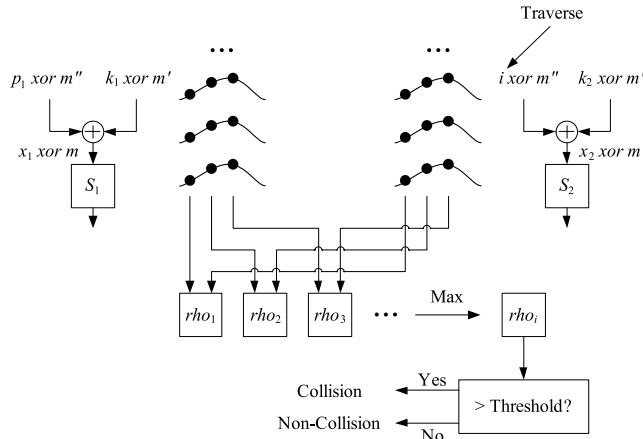 Traverse
... ...
p1 xor m" k1 xor m' i xor m" k2 xor m'
x1 xor m x2 xor m
S1 S2
rho1 rho2 rho3 ... Max rhoi
Yes
Collision > Threshold?
Non-Collision
No